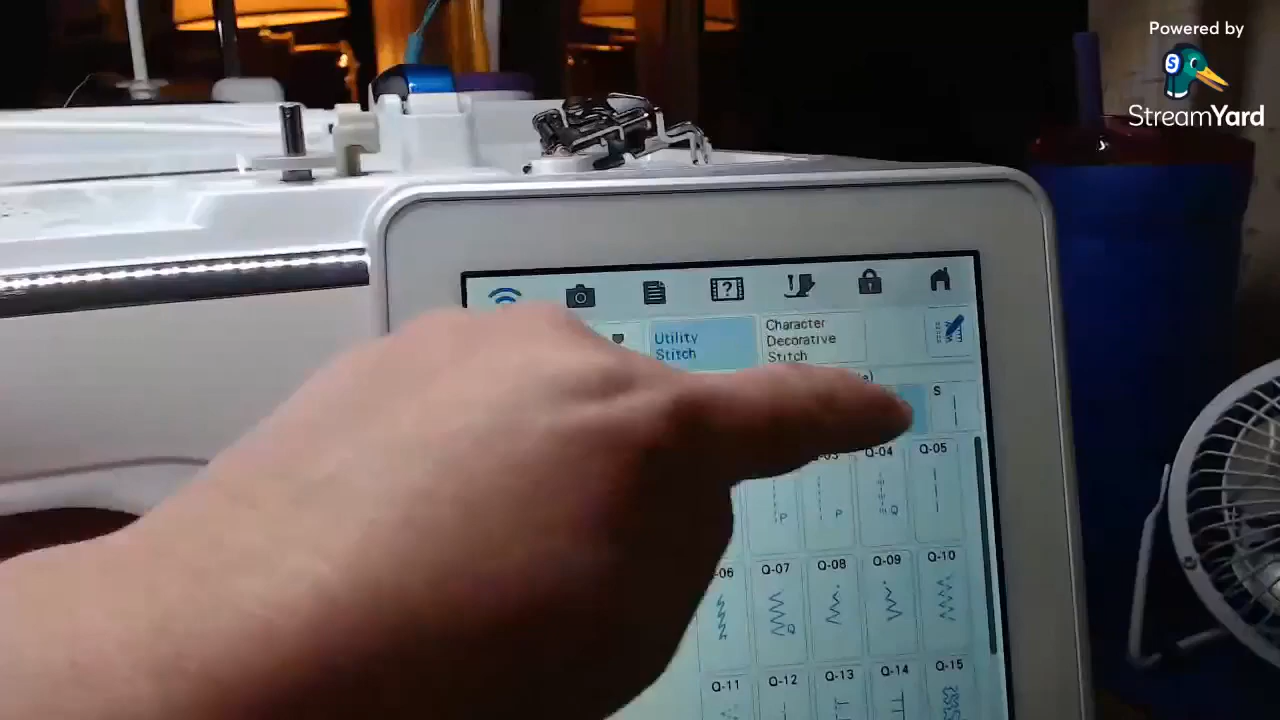 Powered by
StreamYard
Utility
Stitch
Character
Decorative
Stitch
S
Q-04
Q-05
-06
Q-07
Q-08
Q-09
Q-10
P
P
Q
Q
Q-11
Q-12
Q-13
Q-14
Q-15